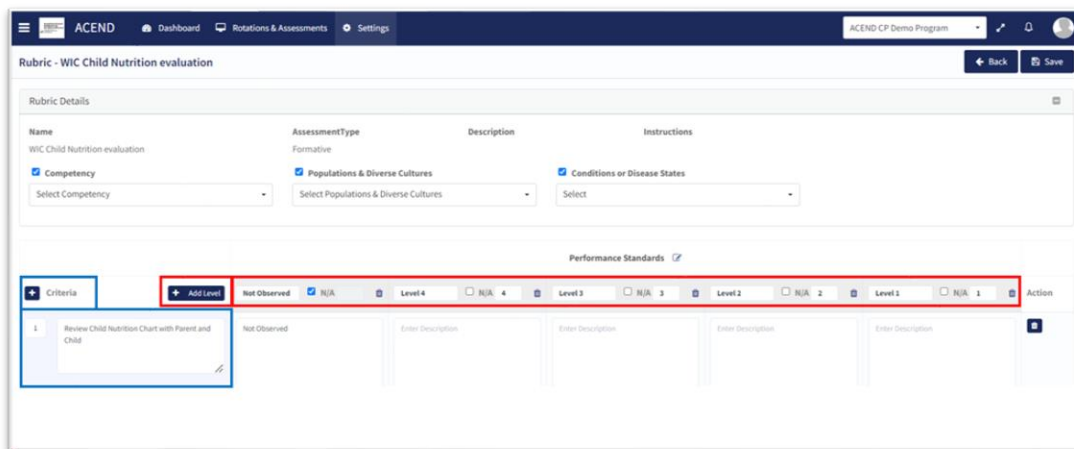 ACEND Dashboard Rotations & Assessments Settings ACEND CP Demo Program
Rubric - WIC Child Nutrition evaluation Back Save
Rubric Details
Name AssessmentType Description Instructions
WIC Child Nutrition evaluation Formative
Competency Populations & Diverse Cultures Conditions or Disease States
Select Competency Select Populations & Diverse Cultures Select
Performance Standards
+ Criteria + Add Level Not Observed N/A Level 4 N/A 4 Level 3 N/A 3 Level 2 N/A 2 Level 1 N/A 1 Action
1 Review Child Nutrition Chart with Parent and Not Observed Enter Description Enter Description Enter Description Enter Description
Child